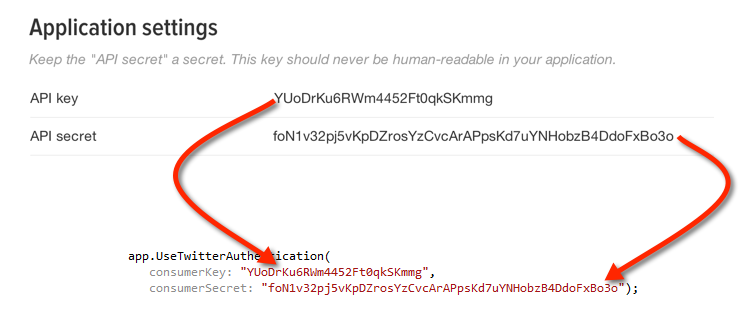 Application settings
Keep the "API secret" a secret. This key should never be human-readable in your application.
API key YUoDrKu6RWm4452Ft0qkSKmmg
API secret foN1v32pj5vKpDZrosYzCvcArAPpsKd7uYNHobzB4DdoFxBo3o
app.UseTwitterAuthentication(
consumerKey: "YUoDrKu6RWm4452Ft0qkSKmmg",
consumerSecret: "foN1v32pj5vKpDZrosYzCvcArAPpsKd7uYNHobzB4DdoFxBo3o");